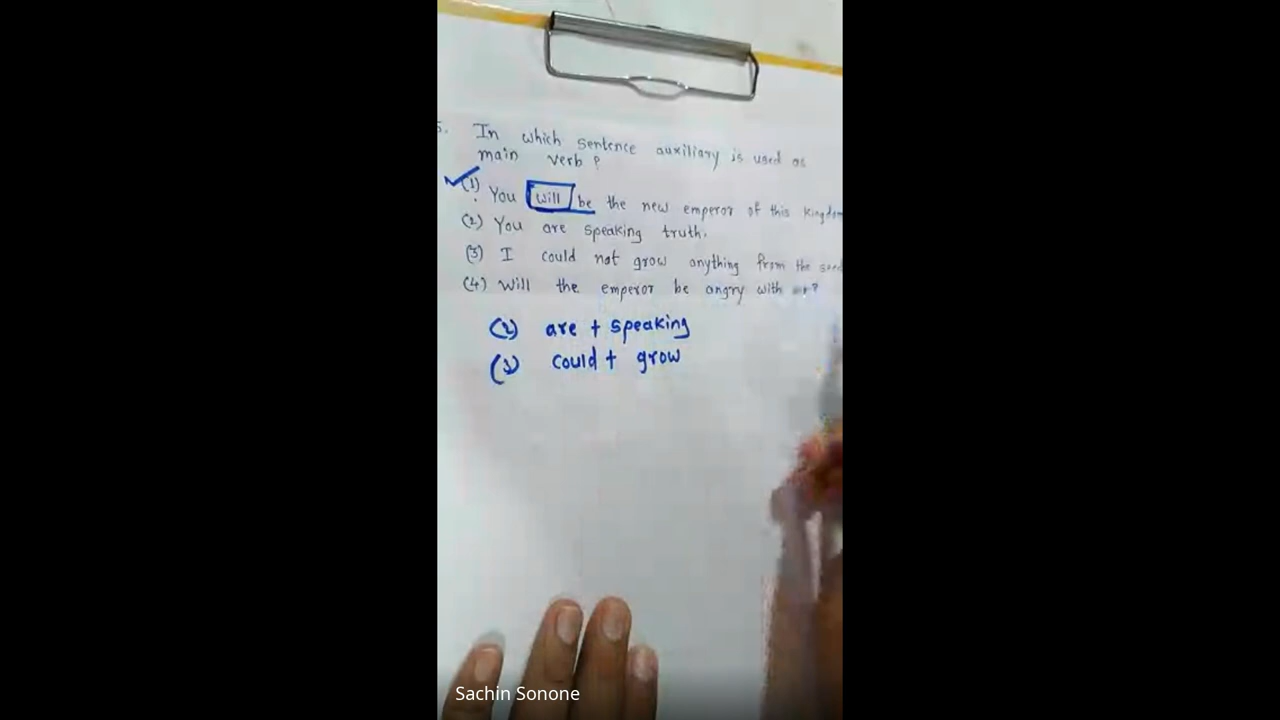 5. In which sentence auxiliary is used as
main verb ?
(1) You will be the new emperor of this kingdom
(2) You are speaking truth.
(3) I could not grow anything from the seed
(4) Will the emperor be angry with
(2) are + speaking
(3) could + grow
Sachin Sonone